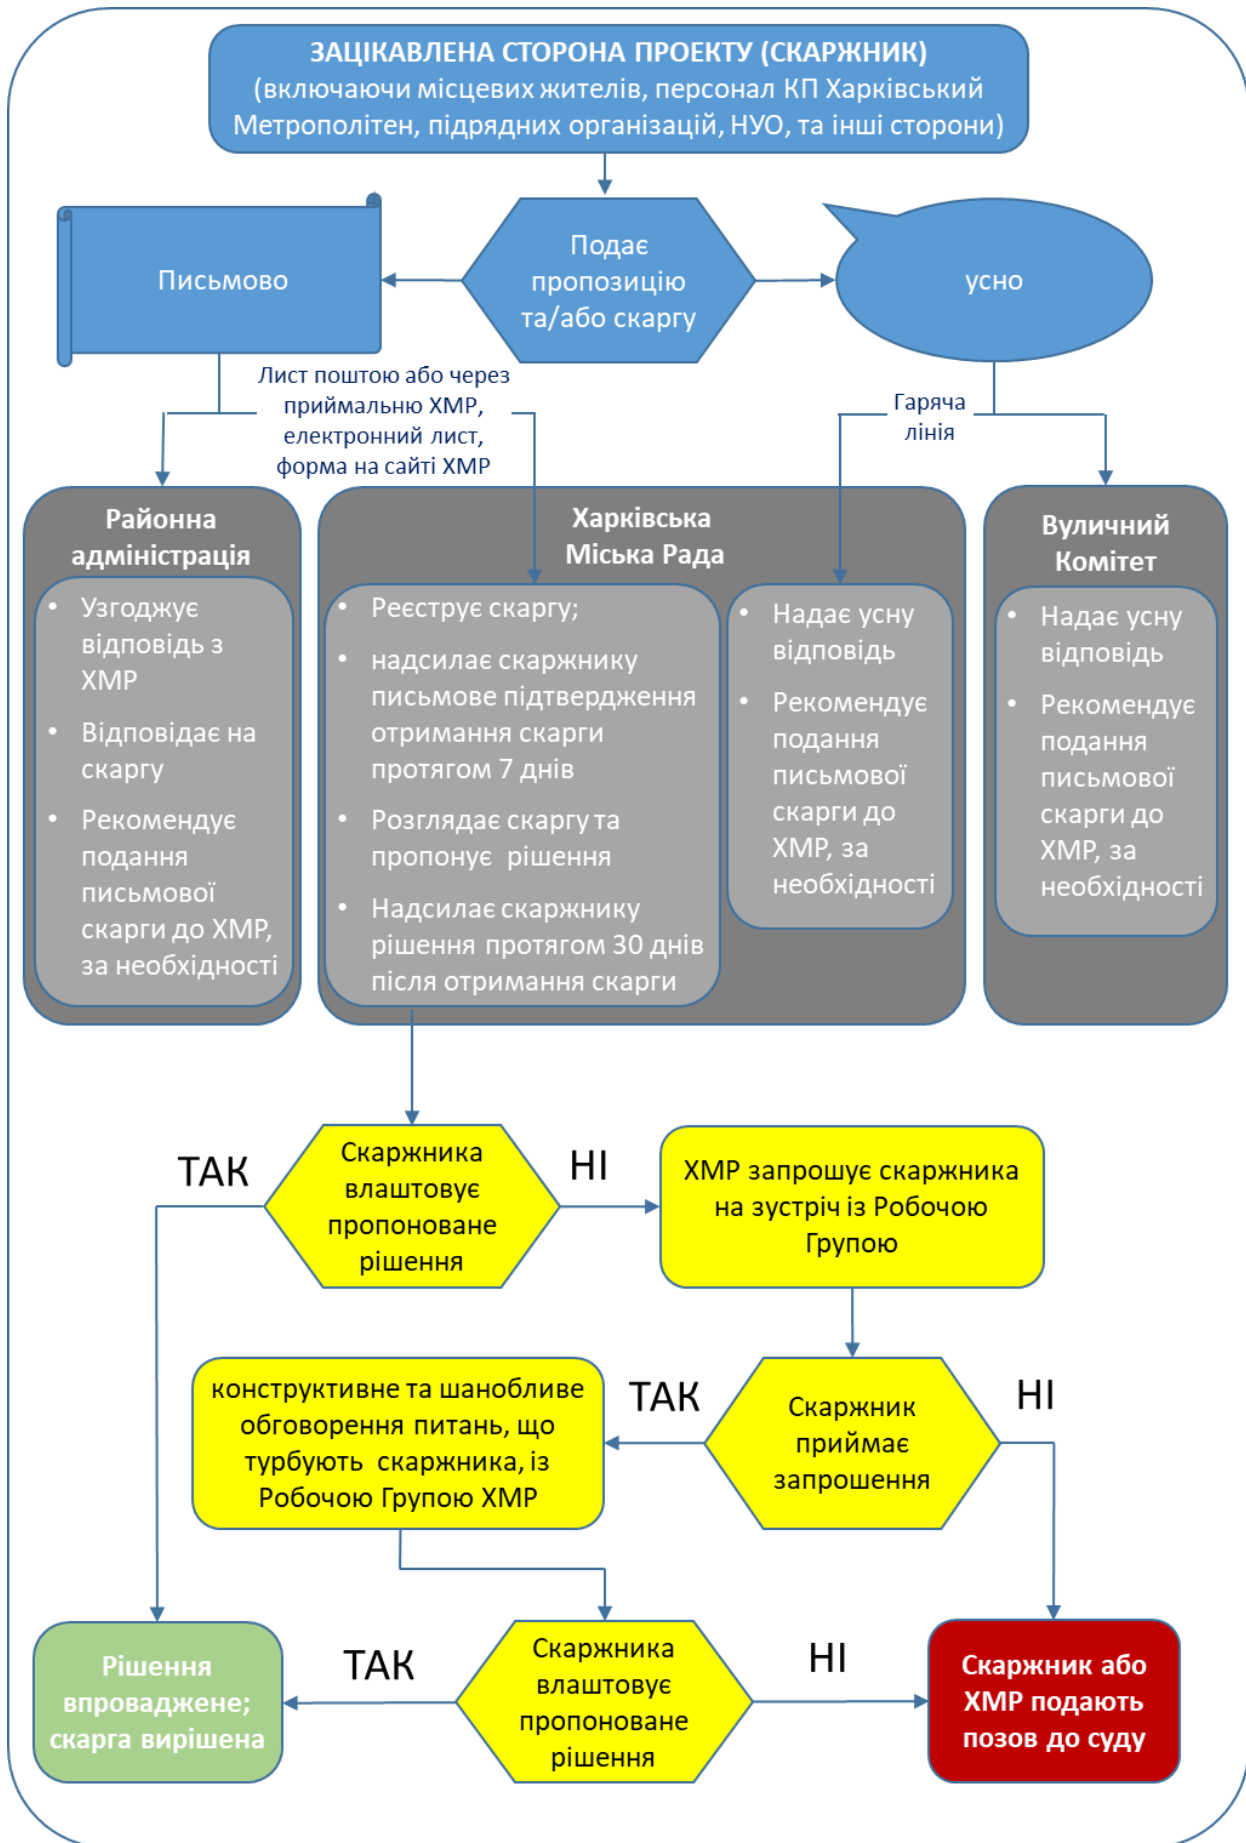 ЗАЦІКАВЛЕНА СТОРОНА ПРОЕКТУ (СКАРЖНИК)
(включаючи місцевих жителів, персонал КП Харківський
Метрополітен, підрядних організацій, НУО, та інші сторони)
Письмово
Подає
пропозицію
та/або скаргу
усно
Лист поштою або через
приймальню ХМР,
електронний лист,
форма на сайті ХМР
Гаряча
лінія
Районна
адміністрація
• Узгоджує
відповідь з
ХМР
• Відповідає на
скаргу
• Рекомендує
подання
письмової
скарги до ХМР,
за необхідності
Харківська
Міська Рада
• Реєструє скаргу;
• надсилає скаржнику
письмове підтвердження
отримання скарги
протягом 7 днів
• Розглядає скаргу та
пропонує рішення
• Надсилає скаржнику
рішення протягом 30 днів
після отримання скарги
• Надає усну
відповідь
• Рекомендує
подання
письмової
скарги до
ХМР, за
необхідності
Вуличний
Комітет
• Надає усну
відповідь
• Рекомендує
подання
письмової
скарги до
ХМР, за
необхідності
ТАК
Скаржника
влаштовує
пропоноване
рішення
НІ
ХМР запрошує скаржника
на зустріч із Робочою
Групою
конструктивне та шанобливе
обговорення питань, що
турбують скаржника, із
Робочою Групою ХМР
ТАК
Скаржник
приймає
запрошення
НІ
Рішення
впроваджене;
скарга вирішена
ТАК
Скаржника
влаштовує
пропоноване
рішення
НІ
Скаржник або
ХМР подають
позов до суду